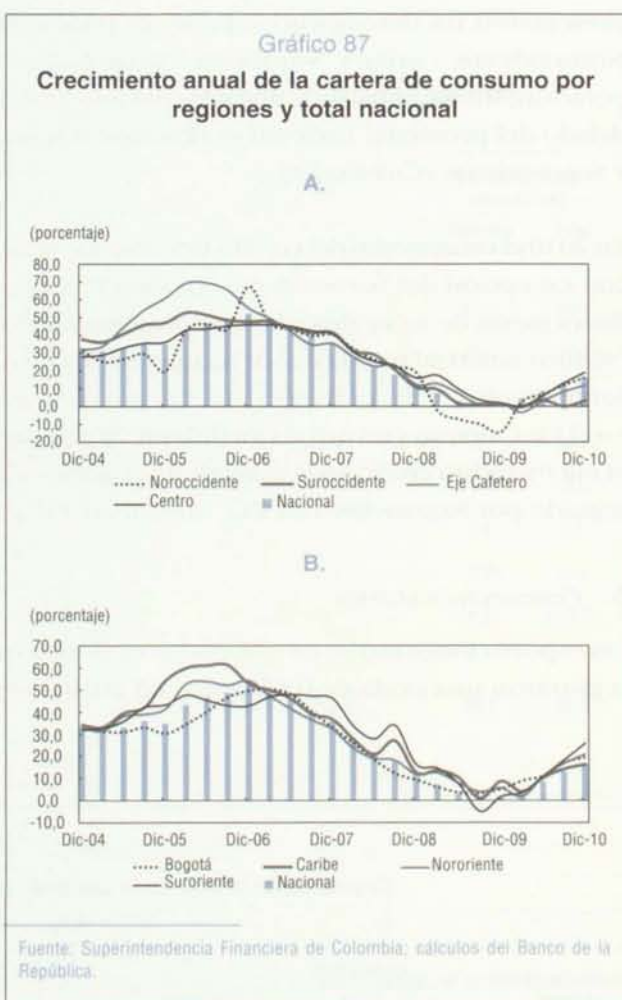 Gráfico 87
Crecimiento anual de la cartera de consumo por
regiones y total nacional
A.
(porcentaje)
80,0
70,0
60,0
50,0
40,0
30,0
20,0
10,0
0,0
-10,0
-20,0
Dic-04 Dic-05 Dic-06 Dic-07 Dic-08 Dic-09 Dic-10
Noroccidente Suroccidente Eje Cafetero
Centro Nacional
B.
(porcentaje)
70,0
60,0
50,0
40,0
30,0
20,0
10,0
0,0
-10,0
Dic-04 Dic-05 Dic-06 Dic-07 Dic-08 Dic-09 Dic-10
Bogotá Caribe Nororiente
Suroriente Nacional
Fuente: Superintendencia Financiera de Colombia; cálculos del Banco de la
República.